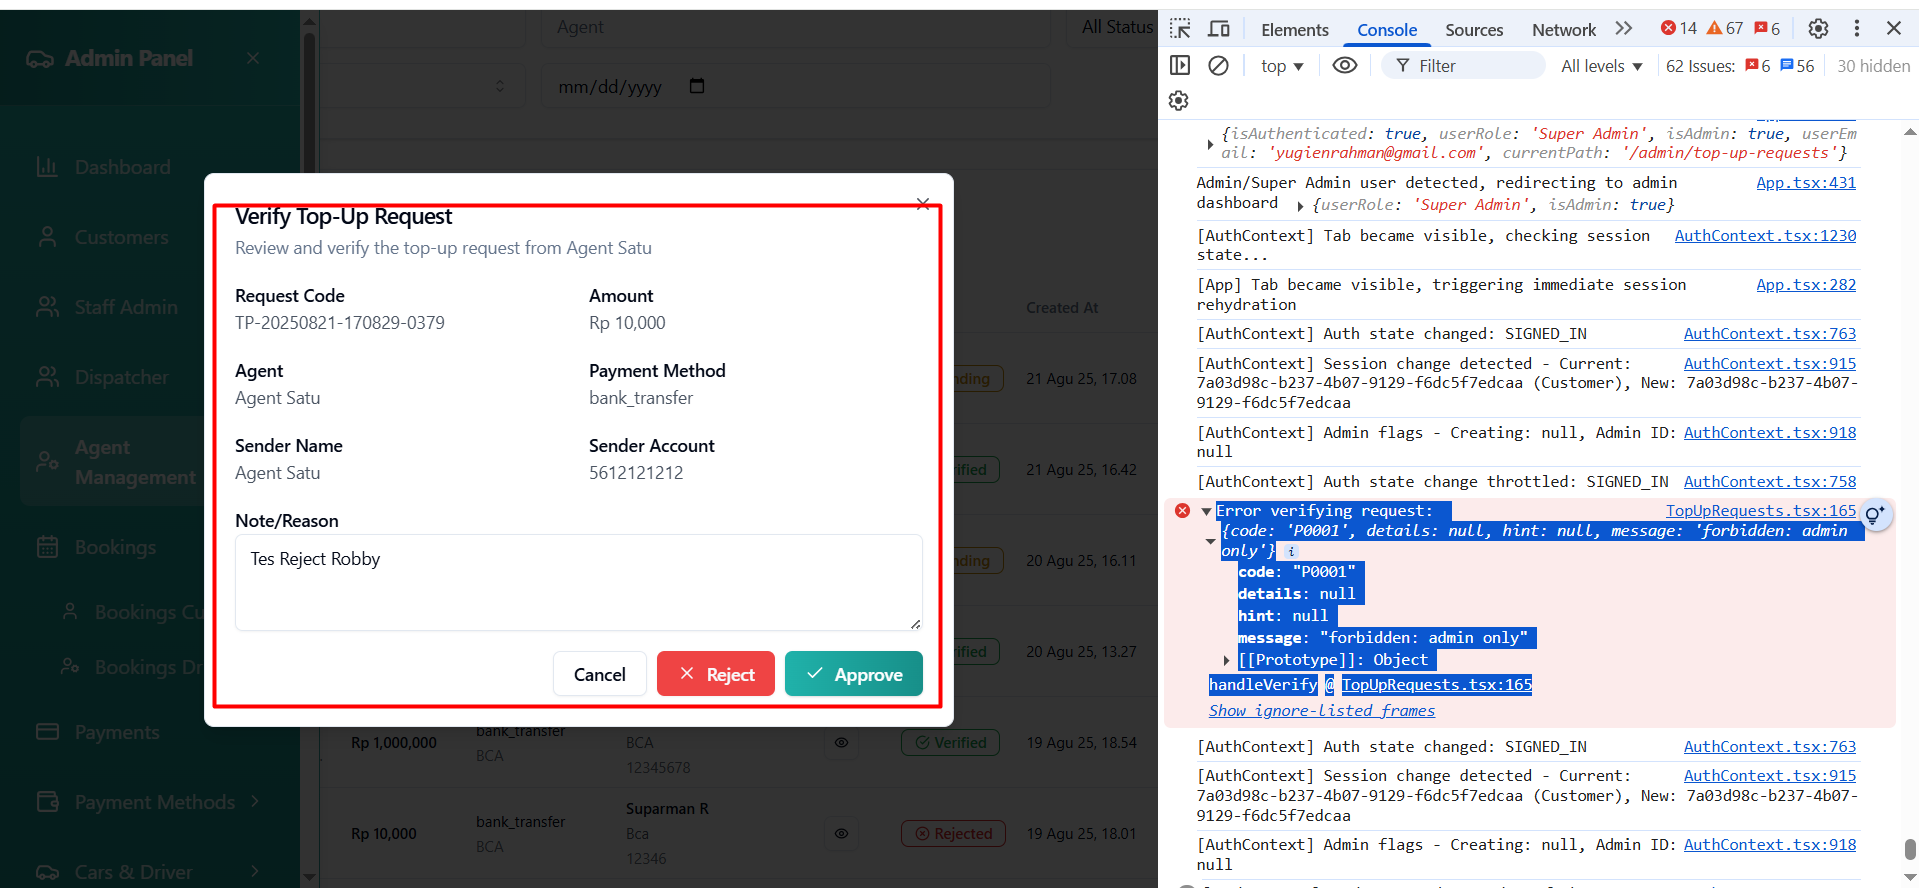 Admin Panel
Dashboard
Customers
Staff Admin
Dispatcher
Agent
Management
Bookings
Bookings Cu
Bookings Dr
Payments
Payment Methods
Cars & Driver
Agent
All Status
mm/dd/yyyy
Created At
nding
21 Agu 25, 17.08
ified
21 Agu 25, 16.42
nding
20 Agu 25, 16.11
ified
20 Agu 25, 13.27
Verify Top-Up Request
Review and verify the top-up request from Agent Satu
Request Code
Amount
TP-20250821-170829-0379
Rp 10,000
Agent
Payment Method
Agent Satu
bank_transfer
Sender Name
Sender Account
Agent Satu
5612121212
Note/Reason
Tes Reject Robby
Cancel
Reject
Approve
Rp 1,000,000
bank_transfer
BCA
BCA
12345678
Verified
19 Agu 25, 18.54
Rp 10,000
bank_transfer
BCA
Suparman R
Bca
12346
Rejected
19 Agu 25, 18.01
Elements Console Sources Network 14 67 6
top Filter All levels 62 Issues: 6 56 30 hidden
{isAuthenticated: true, userRole: 'Super Admin', isAdmin: true, userEm
ail: 'yugienrahman@gmail.com', currentPath: '/admin/top-up-requests'}
Admin/Super Admin user detected, redirecting to admin App.tsx:431
dashboard {userRole: 'Super Admin', isAdmin: true}
[AuthContext] Tab became visible, checking session AuthContext.tsx:1230
state...
[App] Tab became visible, triggering immediate session App.tsx:282
rehydration
[AuthContext] Auth state changed: SIGNED_IN AuthContext.tsx:763
[AuthContext] Session change detected - Current: AuthContext.tsx:915
7a03d98c-b237-4b07-9129-f6dc5f7edcaa (Customer), New: 7a03d98c-b237-4b07-
9129-f6dc5f7edcaa
[AuthContext] Admin flags - Creating: null, Admin ID: AuthContext.tsx:918
null
[AuthContext] Auth state change throttled: SIGNED_IN AuthContext.tsx:758
Error verifying request: TopUpRequests.tsx:165
{code: 'P0001', details: null, hint: null, message: 'forbidden: admin
only'} i
code: "P0001"
details: null
hint: null
message: "forbidden: admin only"
[[Prototype]]: Object
handleVerify @ TopUpRequests.tsx:165
Show ignore-listed frames
[AuthContext] Auth state changed: SIGNED_IN AuthContext.tsx:763
[AuthContext] Session change detected - Current: AuthContext.tsx:915
7a03d98c-b237-4b07-9129-f6dc5f7edcaa (Customer), New: 7a03d98c-b237-4b07-
9129-f6dc5f7edcaa
[AuthContext] Admin flags - Creating: null, Admin ID: AuthContext.tsx:918
null